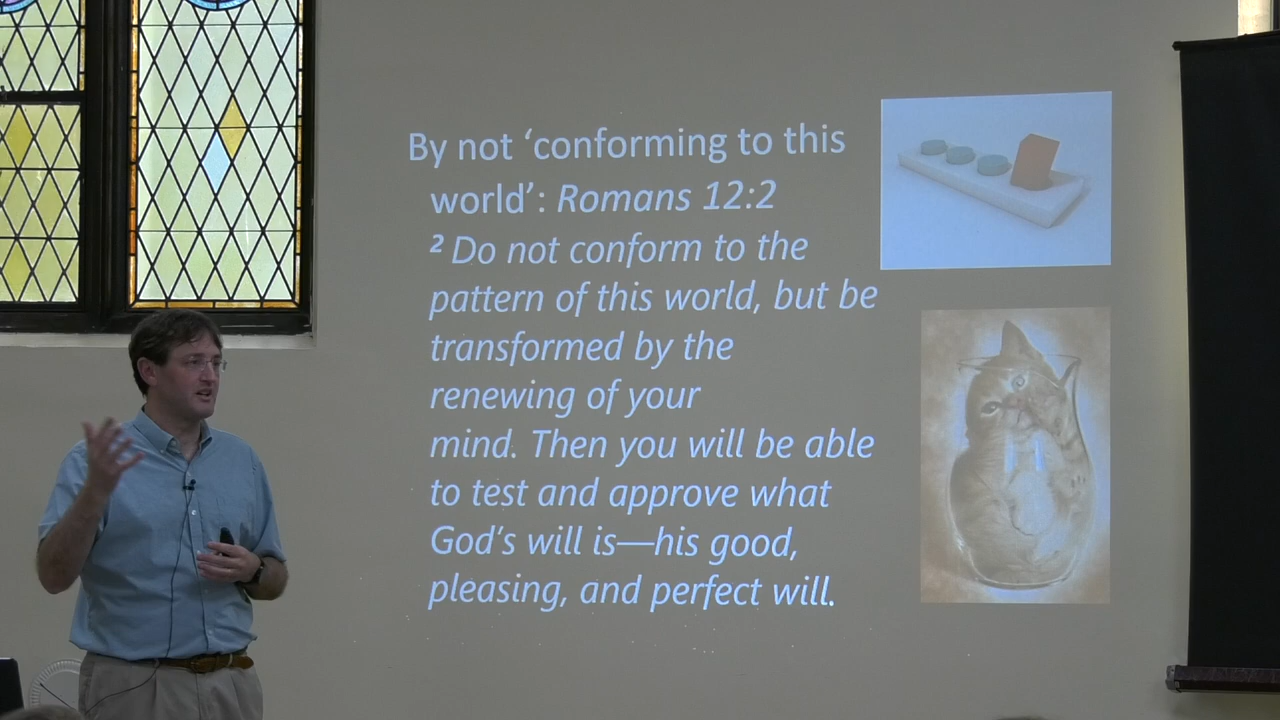 By not ‘conforming to this
world’: Romans 12:2
2 Do not conform to the
pattern of this world, but be
transformed by the
renewing of your
mind. Then you will be able
to test and approve what
God’s will is—his good,
pleasing, and perfect will.